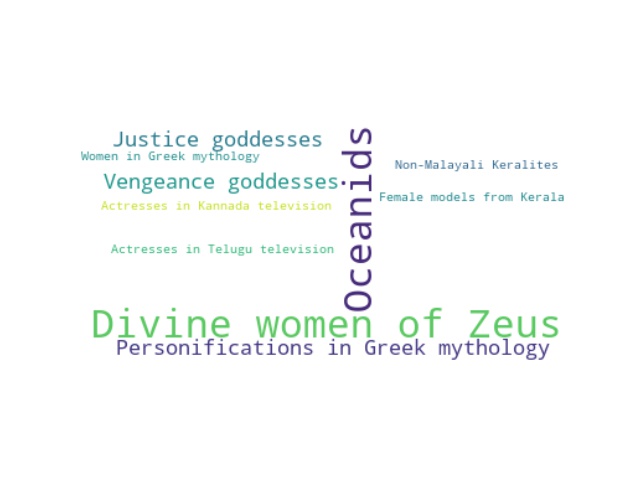 Justice goddesses
Women in Greek mythology
Vengeance goddesses
Actresses in Kannada television
Actresses in Telugu television
Oceanids
Non-Malayali Keralites
Female models from Kerala
Divine women of Zeus
Personifications in Greek mythology